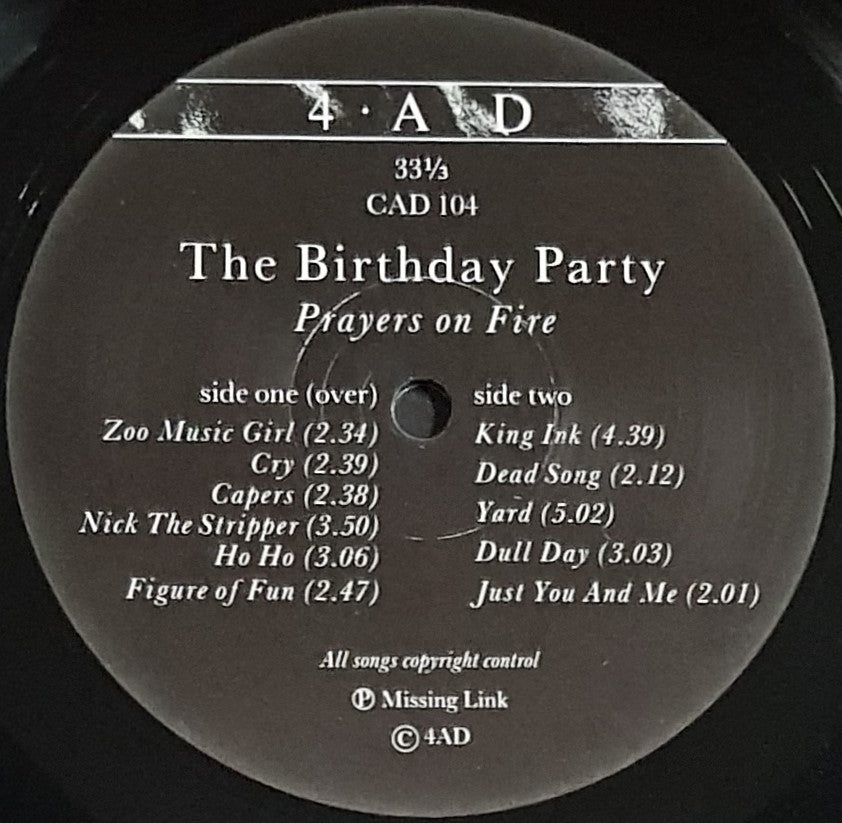 4·AD
33⅓
CAD 104
The Birthday Party
Prayers on Fire
side one (over)
Zoo Music Girl (2.34)
Cry (2.39)
Capers (2.38)
Nick The Stripper (3.50)
Ho Ho (3.06)
Figure of Fun (2.47)
side two
King Ink (4.39)
Dead Song (2.12)
Yard (5.02)
Dull Day (3.03)
Just You And Me (2.01)
All songs copyright control
℗ Missing Link
© 4AD